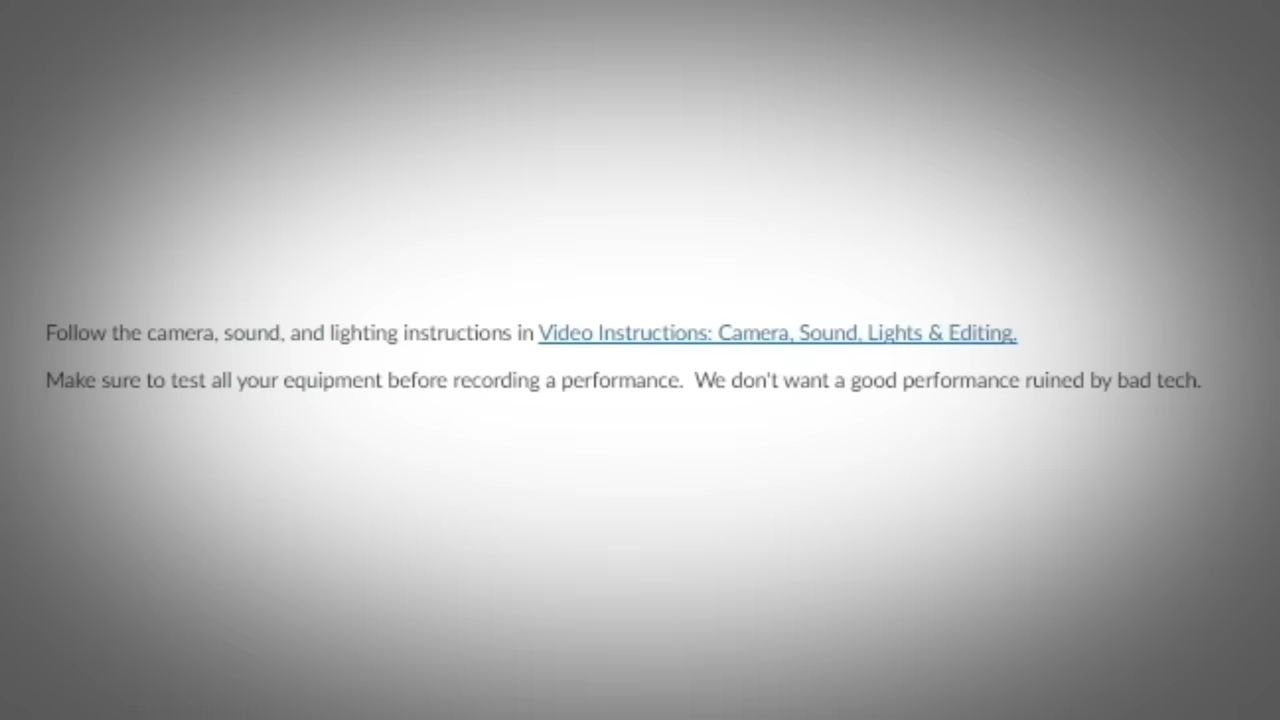 Follow the camera, sound, and lighting instructions in Video Instructions: Camera, Sound, Lights & Editing.
Make sure to test all your equipment before recording a performance.  We don't want a good performance ruined by bad tech.